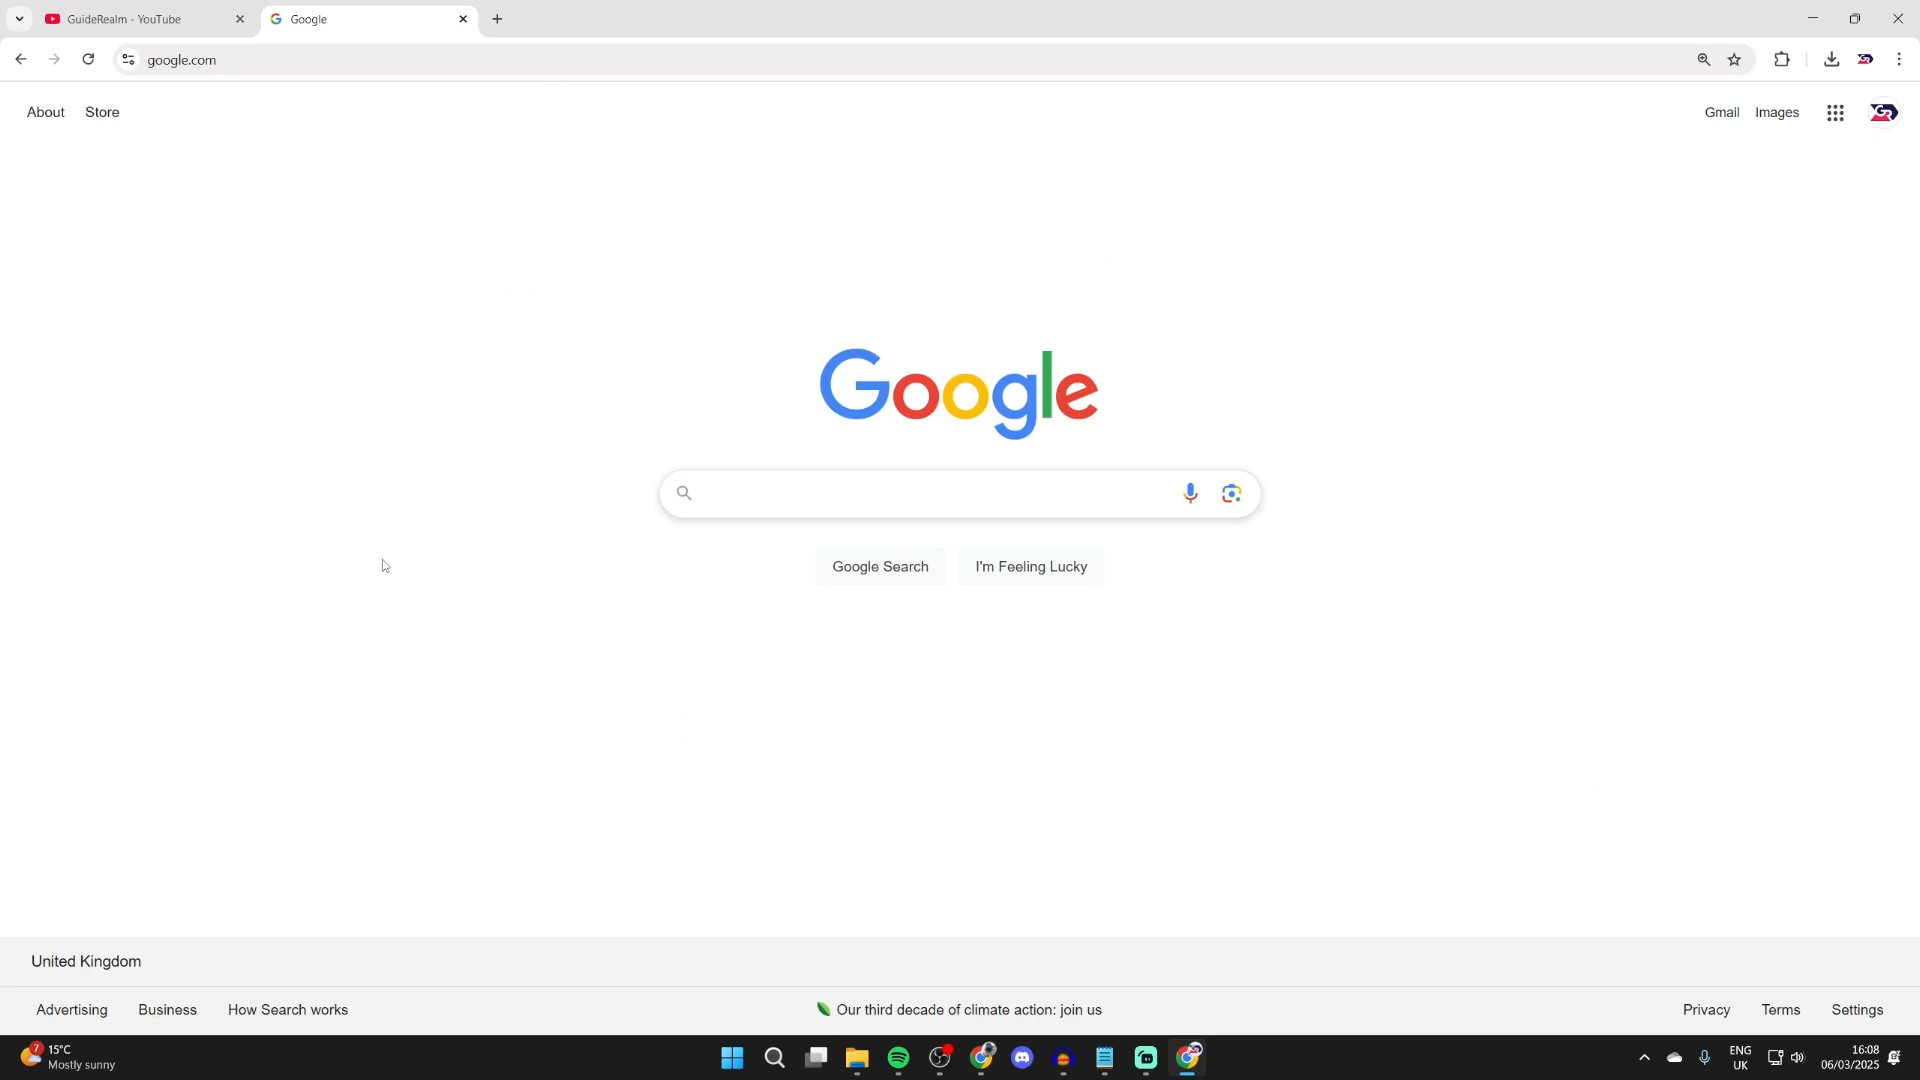 GuideRealm - YouTube
Google
google.com
About Store
Gmail Images
GR
Google
Google Search I'm Feeling Lucky
United Kingdom
Advertising Business How Search works
Our third decade of climate action: join us
Privacy Terms Settings
7
15°C
Mostly sunny
ENG
UK
16:08
06/03/2025